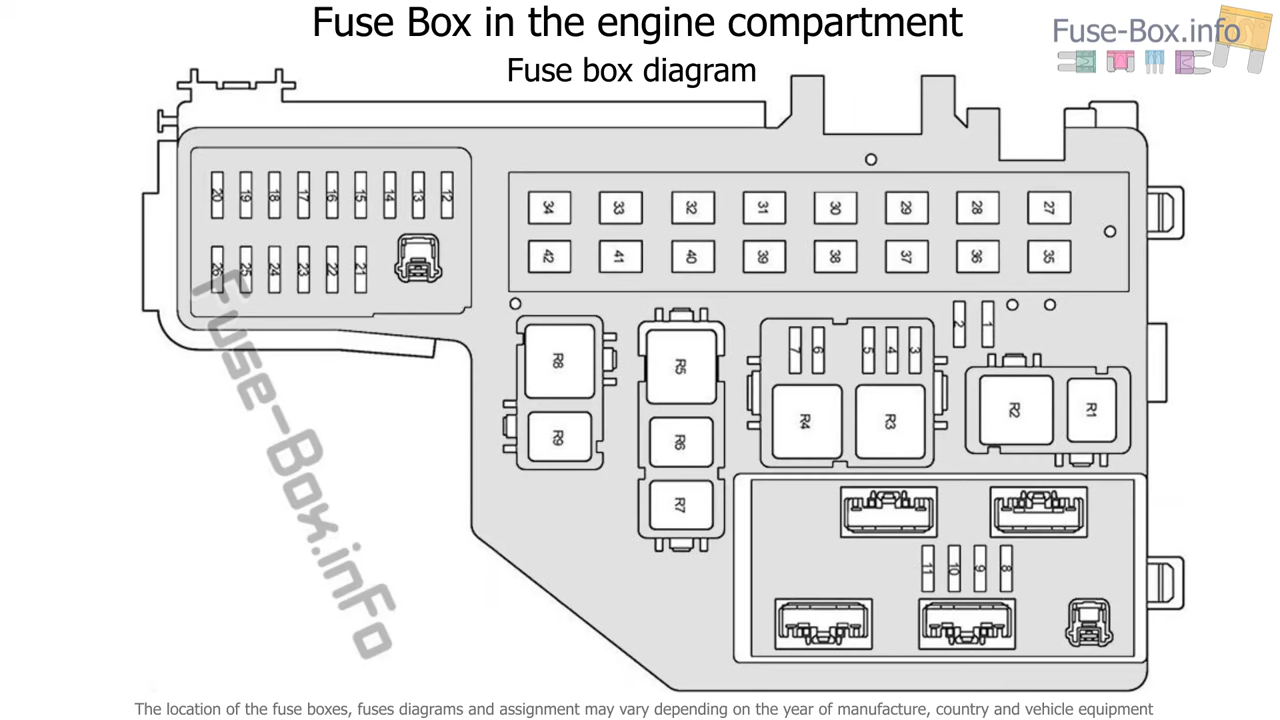 Fuse Box in the engine compartment
Fuse-Box.info
Fuse box diagram
20 19 18 17 16 15 14 13 12
34 33 32 31 30 29 28 27
42 41 40 39 38 37 36 35
26 25 24 23 22 21
2 1
7 6 5 4 3
R8 R5
R4 R3 R2 R1
R9 R6
R7
11 10 9 8
Fuse-Box.info
The location of the fuse boxes, fuses diagrams and assignment may vary depending on the year of manufacture, country and vehicle equipment